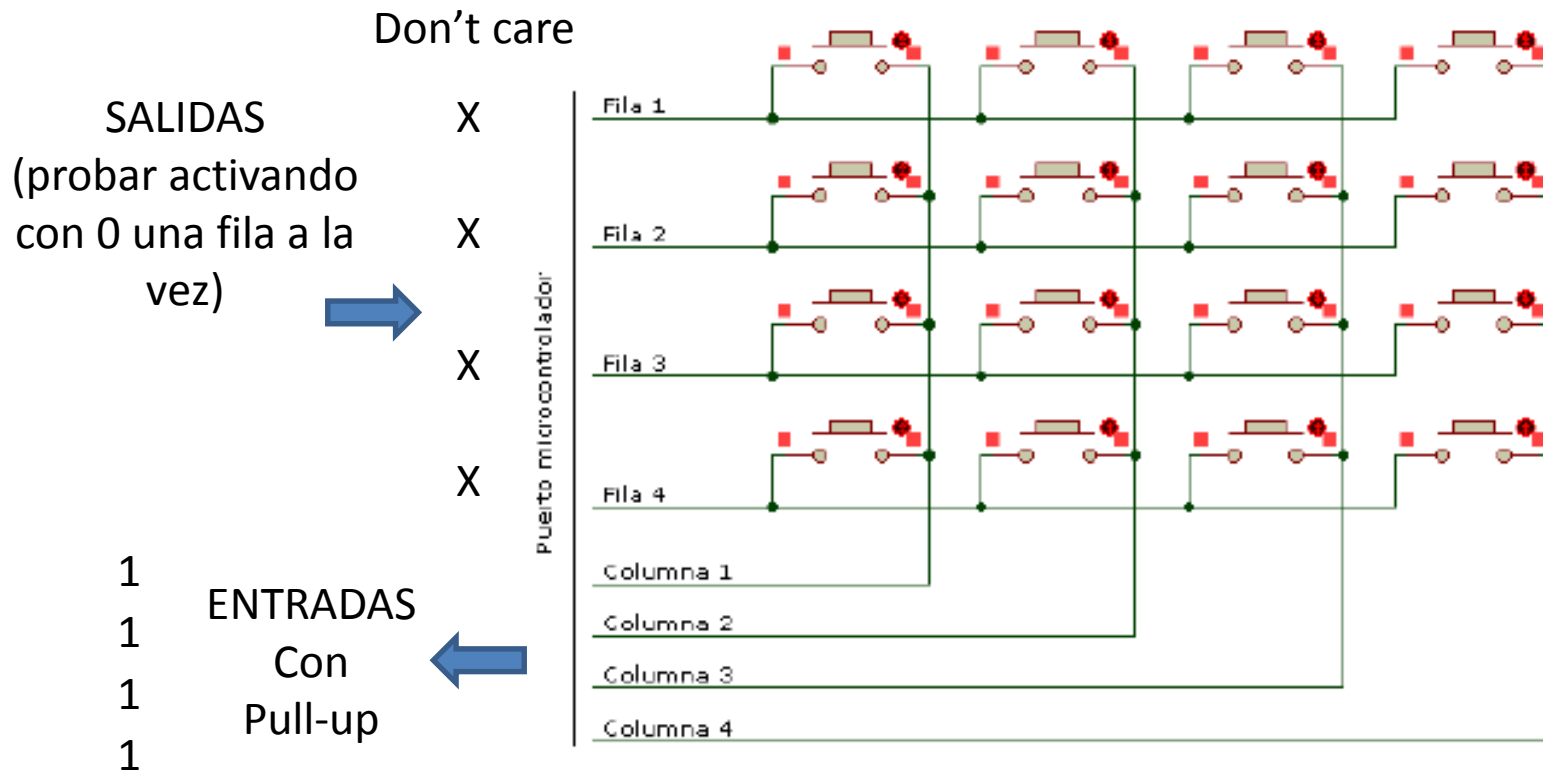 Don't care
SALIDAS
(probar activando
con 0 una fila a la
vez)
X
X
X
X
Puerto microcontrolador
Fila 1
Fila 2
Fila 3
Fila 4
Columna 1
Columna 2
Columna 3
Columna 4
1
1
1
1
ENTRADAS
Con
Pull-up